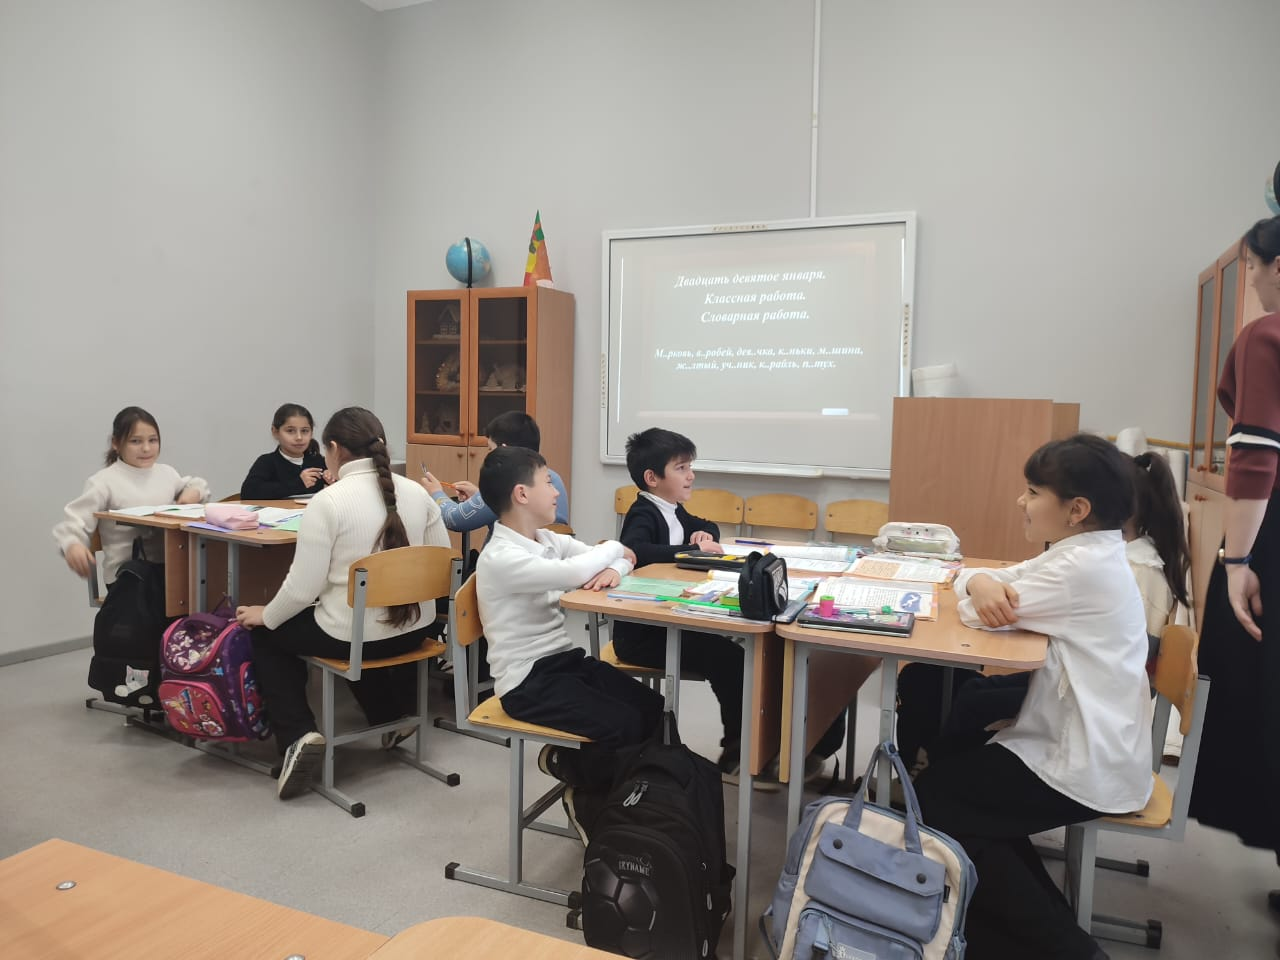 Двадцать девятое января.
Классная работа.
Словарная работа.
М..рковь, в..робей, дев..чка, к..ньки, м..шина,
ж..лтый, уч..ник, к..рабль, п..тух.